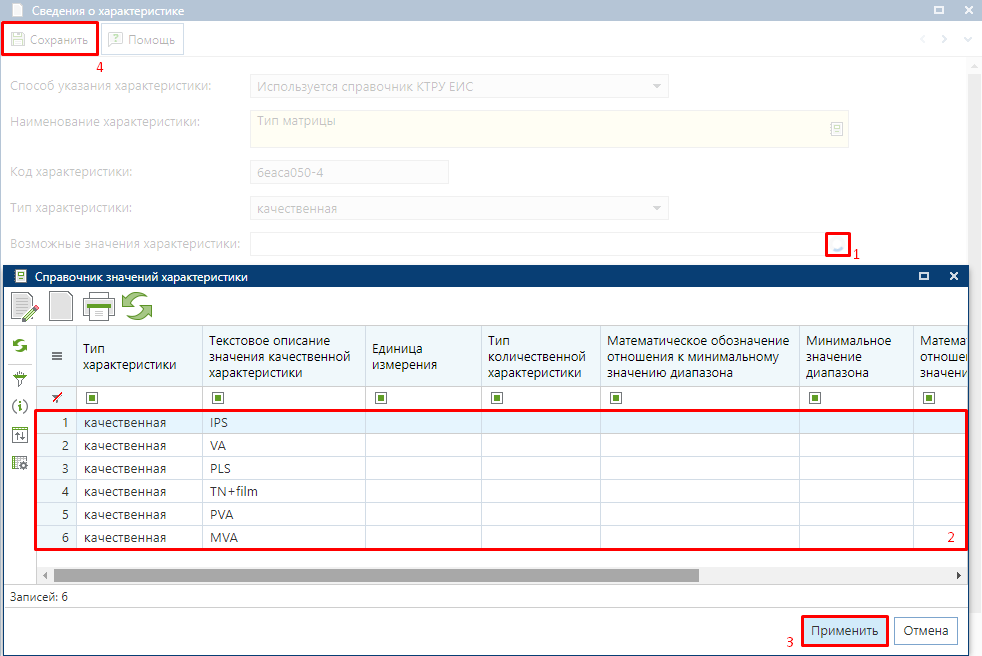 Сведения о характеристике
Сохранить
Помощь
4
Способ указания характеристики:
Используется справочник КТРУ ЕИС
Наименование характеристики:
Тип матрицы
Код характеристики:
6eaca050-4
Тип характеристики:
качественная
Возможные значения характеристики:
1
Справочник значений характеристики
Тип характеристики
Текстовое описание значения качественной характеристики
Единица измерения
Тип количественной характеристики
Математическое обозначение отношения к минимальному значению диапазона
Минимальное значение диапазона
Матема отноше значени
1 качественная IPS
2 качественная VA
3 качественная PLS
4 качественная TN+film
5 качественная PVA
6 качественная MVA
2
Записей: 6
3
Применить
Отмена